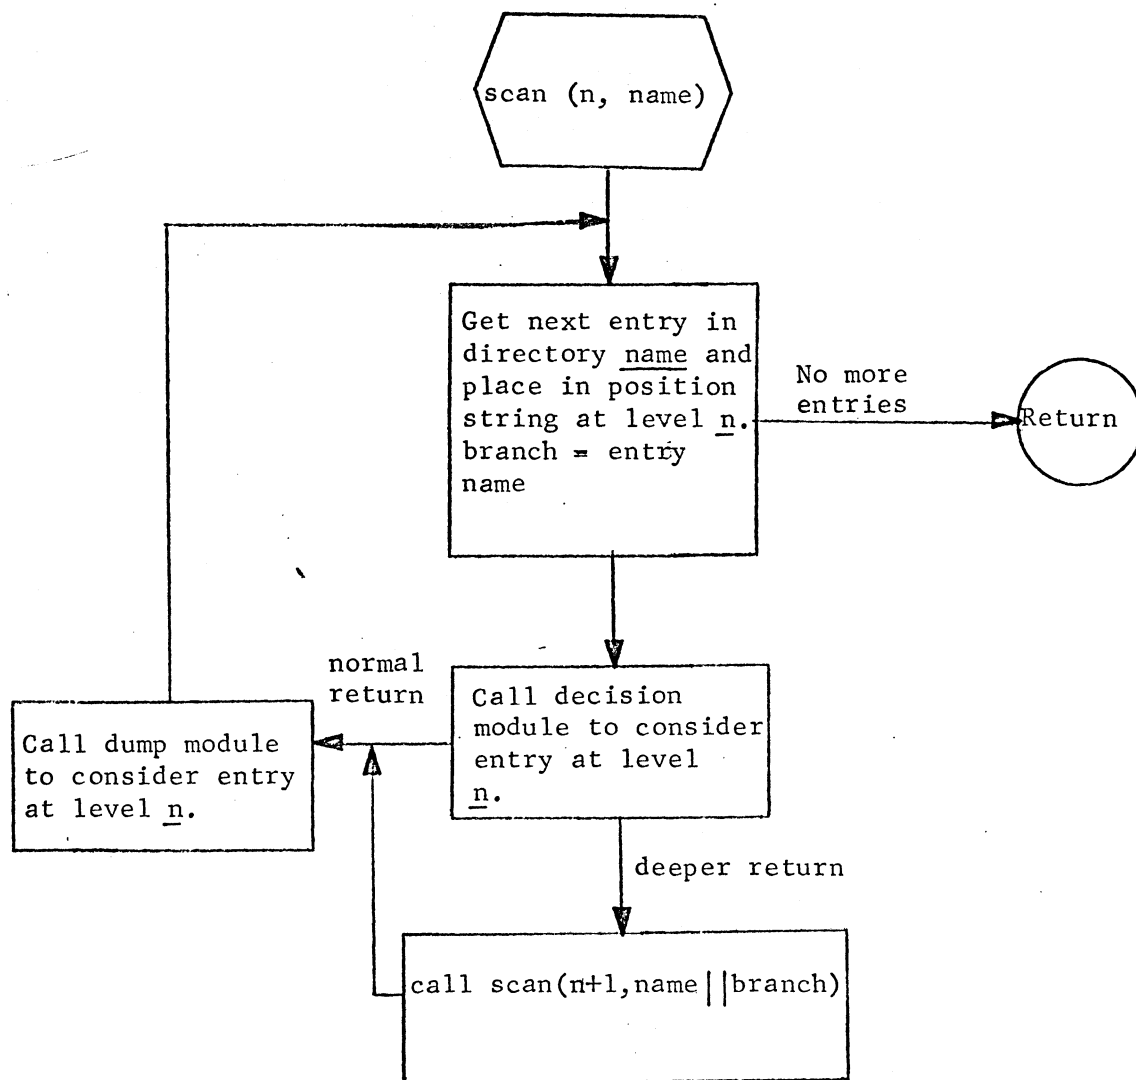 scan (n, name)
Get next entry in
directory name and
place in position
string at level n.
branch = entry
name
No more
entries
Return
normal
return
Call decision
module to consider
entry at level
n.
Call dump module
to consider entry
at level n.
deeper return
call scan(n+1,name||branch)